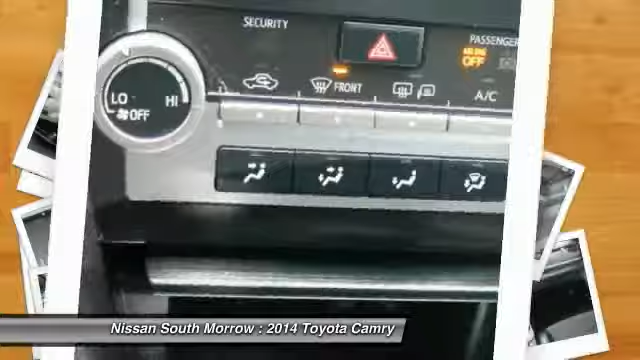 SECURITY
PASSENGER
AIR BAG
OFF
LO HI
OFF
FRONT
A/C
Nissan South Morrow : 2014 Toyota Camry